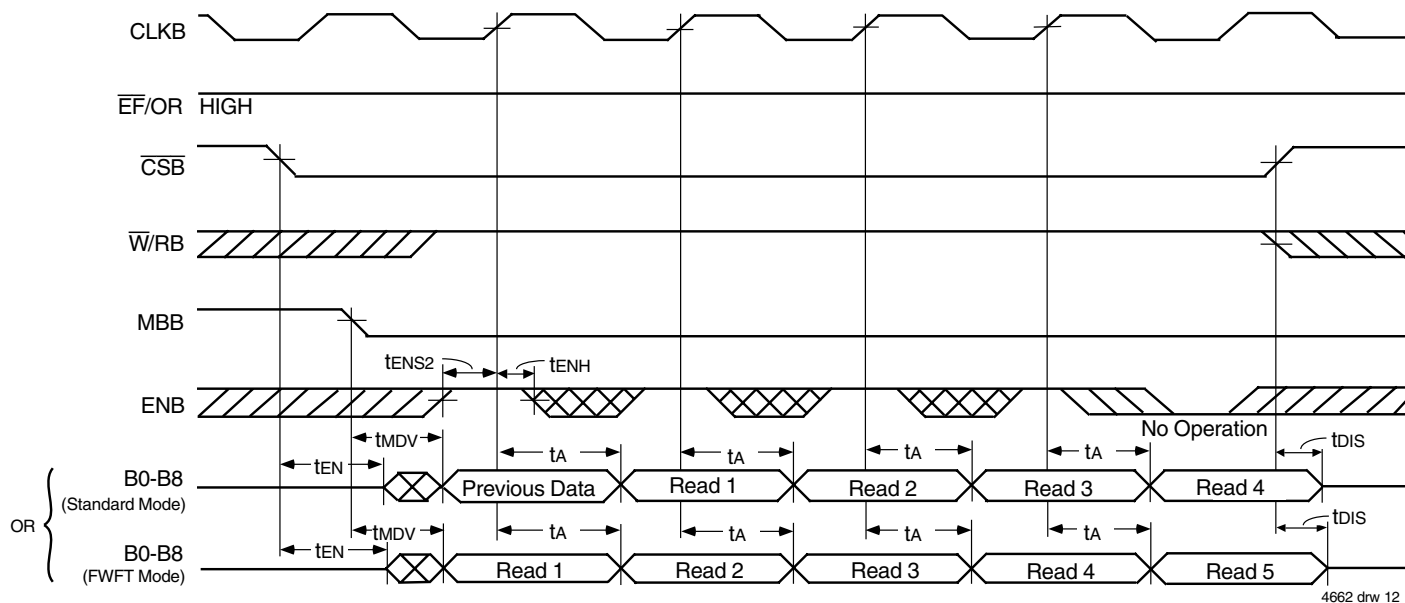 CLKB
EF/OR HIGH
CSB
W/RB
MBB
tENS2 tENH
ENB
No Operation
tMDV
tEN tA tA tA tA tDIS
B0-B8 Previous Data Read 1 Read 2 Read 3 Read 4
(Standard Mode)
OR
tMDV tA tA tA tA tDIS
tEN
B0-B8 Read 1 Read 2 Read 3 Read 4 Read 5
(FWFT Mode)
4662 drw 12